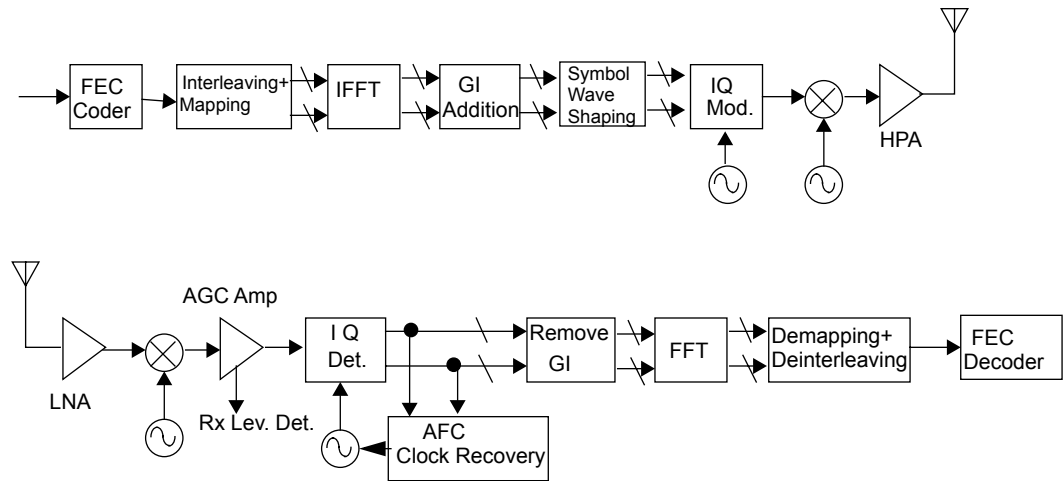 FEC
Coder
Interleaving+
Mapping
IFFT
GI
Addition
Symbol
Wave
Shaping
IQ
Mod.
HPA
LNA
AGC Amp
Rx Lev. Det.
I Q
Det.
AFC
Clock Recovery
Remove
GI
FFT
Demapping+
Deinterleaving
FEC
Decoder